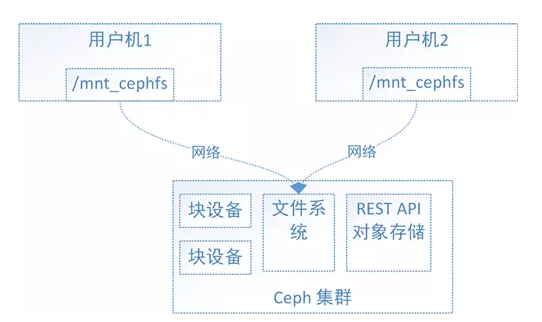 用户机1
/mnt_cephfs
用户机2
/mnt_cephfs
网络
网络
块设备
块设备
文件系
统
REST API
对象存储
Ceph 集群